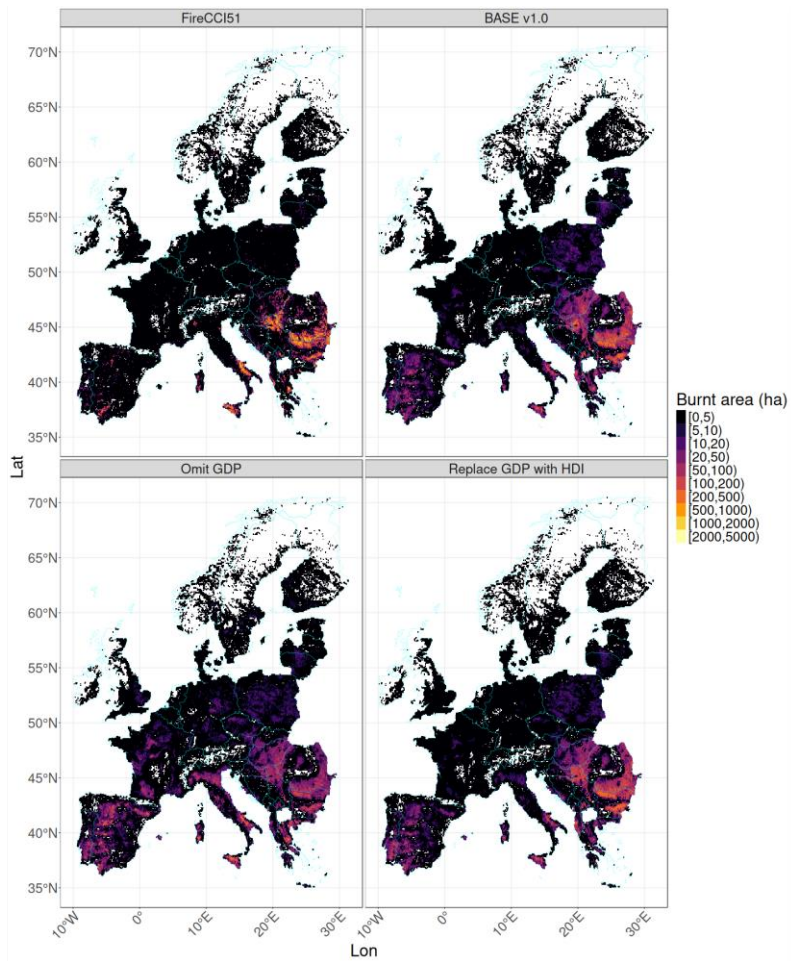 FireCCI51
BASE v1.0
70°N
65°N
60°N
55°N
50°N
45°N
40°N
35°N
Omit GDP
Replace GDP with HDI
70°N
65°N
60°N
55°N
50°N
45°N
40°N
35°N
Lat
10°W
0°
10°E
20°E
30°E
10°W
0°
10°E
20°E
30°E
Lon
Burnt area (ha)
[0,5)
[5,10)
[10,20)
[20,50)
[50,100)
[100,200)
[200,500)
[500,1000)
[1000,2000)
[2000,5000)